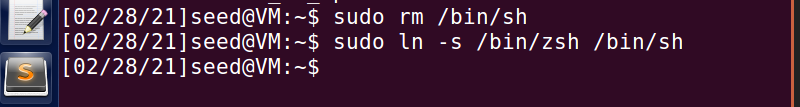 [02/28/21]seed@VM:~$ sudo rm /bin/sh
[02/28/21]seed@VM:~$ sudo ln -s /bin/zsh /bin/sh
[02/28/21]seed@VM:~$